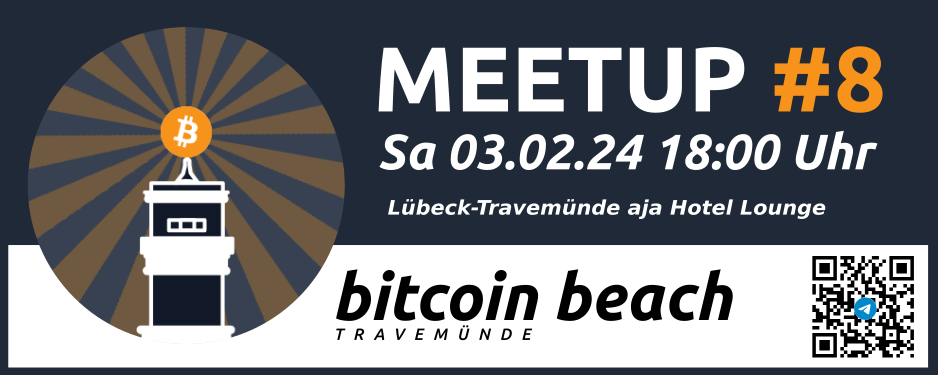 MEETUP #8
Sa 03.02.24 18:00 Uhr
Lübeck-Travemünde aja Hotel Lounge
bitcoin beach
TRAVEMÜNDE